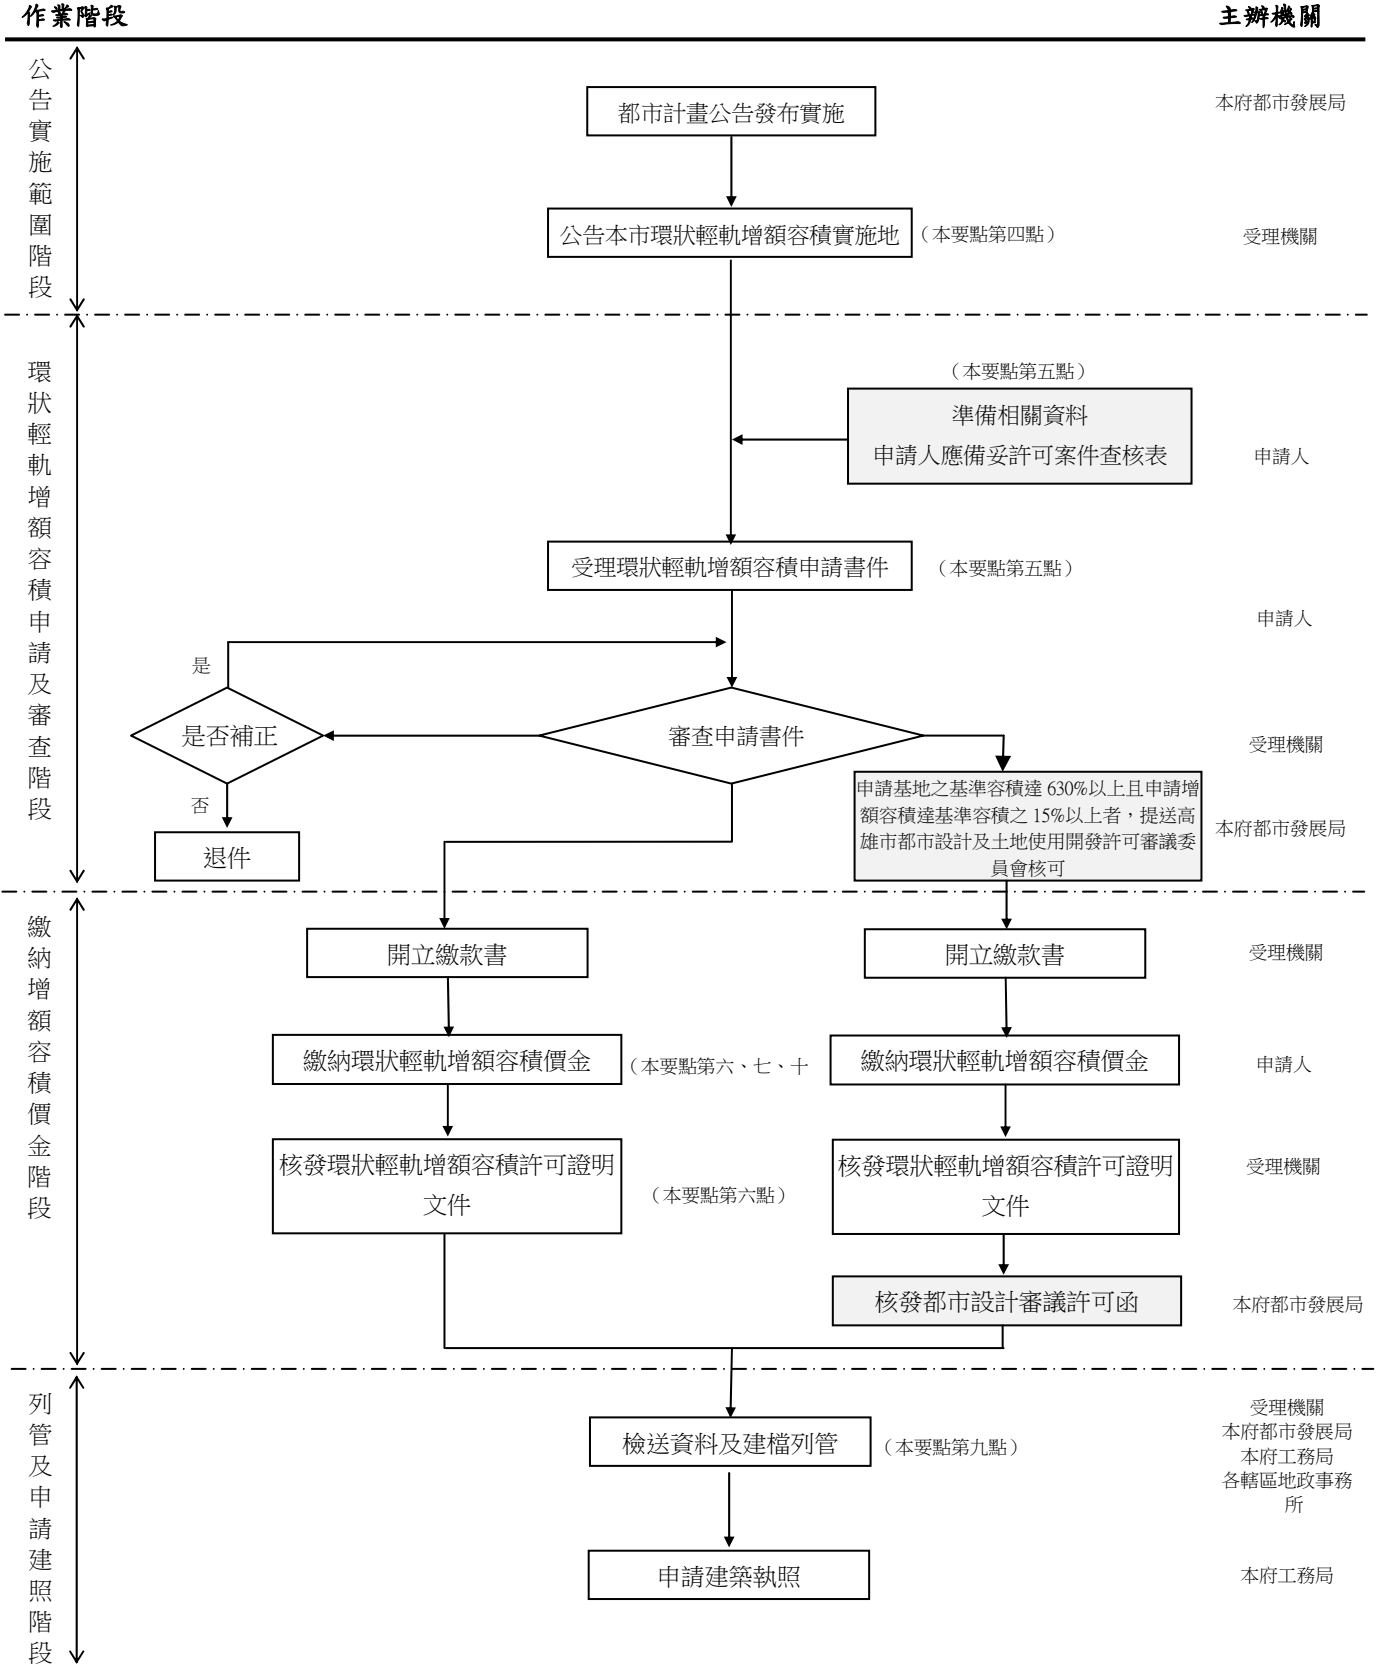 作業階段
主辦機關
公告實施範圍階段
都市計畫公告發布實施
本府都市發展局
公告本市環狀輕軌增額容積實施地
（本要點第四點）
受理機關
環狀輕軌增額容積申請及審查階段
（本要點第五點）
準備相關資料
申請人應備妥許可案件查核表
申請人
受理環狀輕軌增額容積申請書件
（本要點第五點）
申請人
是
是否補正
審查申請書件
受理機關
否
退件
申請基地之基準容積達 630%以上且申請增
額容積達基準容積之 15%以上者，提送高
雄市都市設計及土地使用開發許可審議委
員會核可
本府都市發展局
繳納增額容積價金階段
開立繳款書
開立繳款書
受理機關
繳納環狀輕軌增額容積價金
（本要點第六、七、十
繳納環狀輕軌增額容積價金
申請人
核發環狀輕軌增額容積許可證明
文件
（本要點第六點）
核發環狀輕軌增額容積許可證明
文件
受理機關
核發都市設計審議許可函
本府都市發展局
列管及申請建照階段
檢送資料及建檔列管
（本要點第九點）
受理機關
本府都市發展局
本府工務局
各轄區地政事務
所
申請建築執照
本府工務局